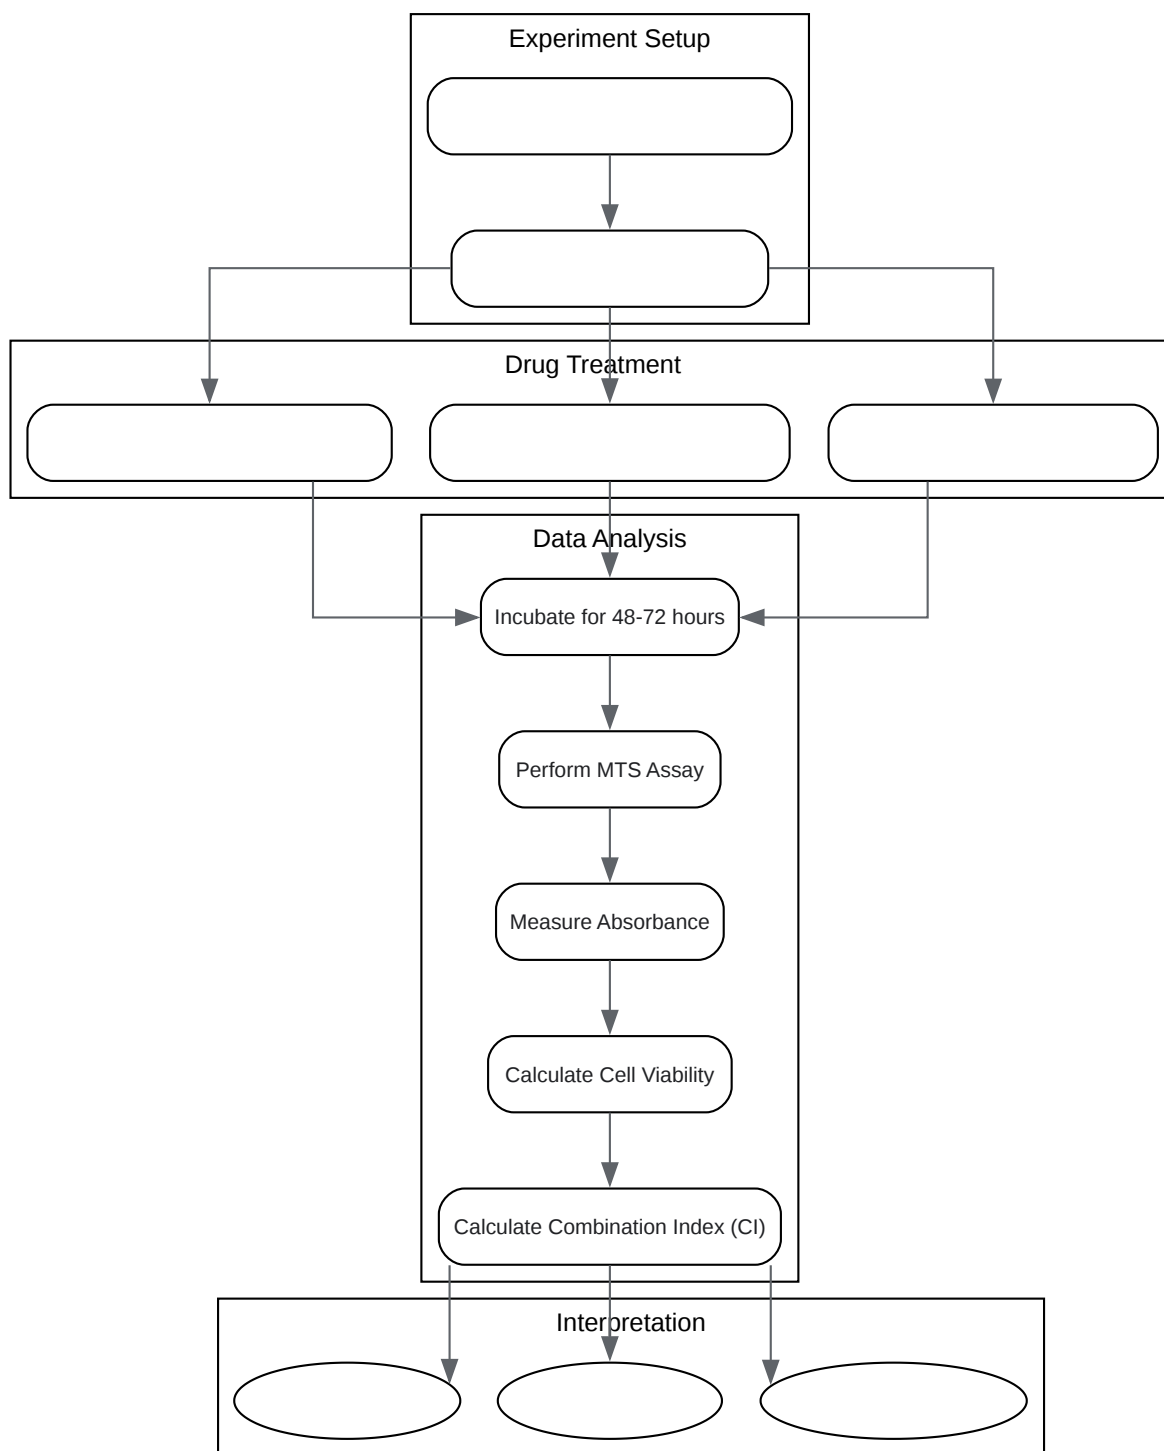 Experiment Setup
Drug Treatment
Data Analysis
Incubate for 48-72 hours
Perform MTS Assay
Measure Absorbance
Calculate Cell Viability
Calculate Combination Index (CI)
Interpretation